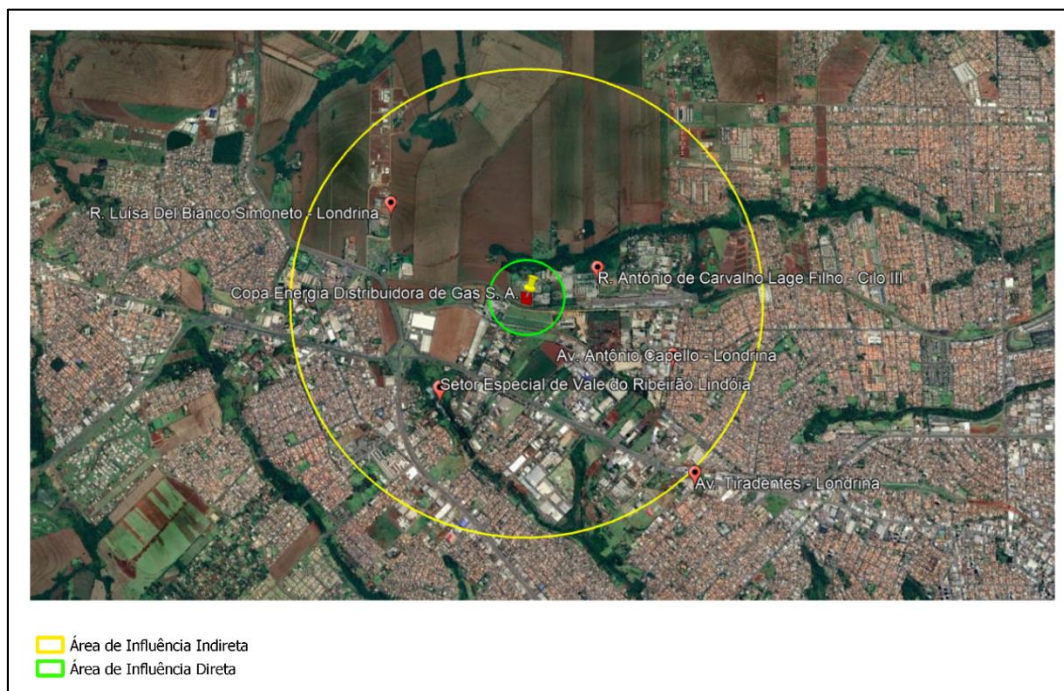 R. Luísa Del Bianco Simoneto - Londrina
R. Antônio de Carvalho Lage Filho - Cilo III
Copa Energia Distribuidora de Gas S. A.
Av. Antônio Capello - Londrina
Setor Especial de Vale do Ribeirão Lindóia
Av. Tiradentes - Londrina
Área de Influência Indireta
Área de Influência Direta